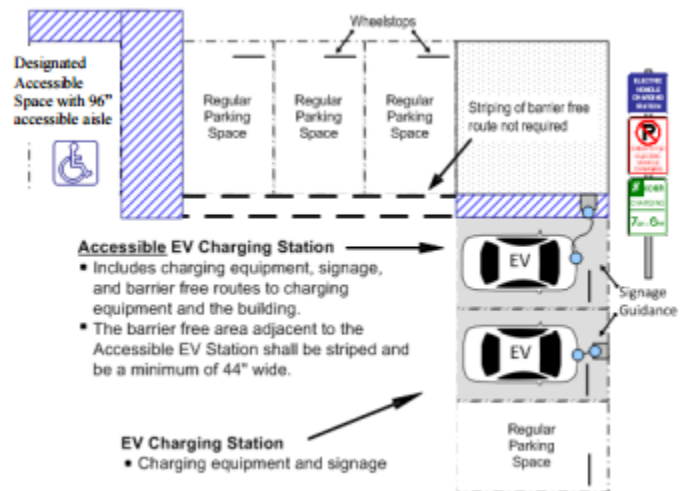 Wheelstops
Designated
Accessible
Space with 96”
accessible aisle
Regular
Parking
Space
Regular
Parking
Space
Regular
Parking
Space
Striping of barrier free
route not required
ELECTRIC
VEHICLE
CHARGING
STATION
P
CHARGING
Accessible EV Charging Station
▪ Includes charging equipment, signage,
and barrier free routes to charging
equipment and the building.
▪ The barrier free area adjacent to the
Accessible EV Station shall be striped and
be a minimum of 44" wide.
EV
Signage
Guidance
EV
EV Charging Station
• Charging equipment and signage
Regular
Parking
Space